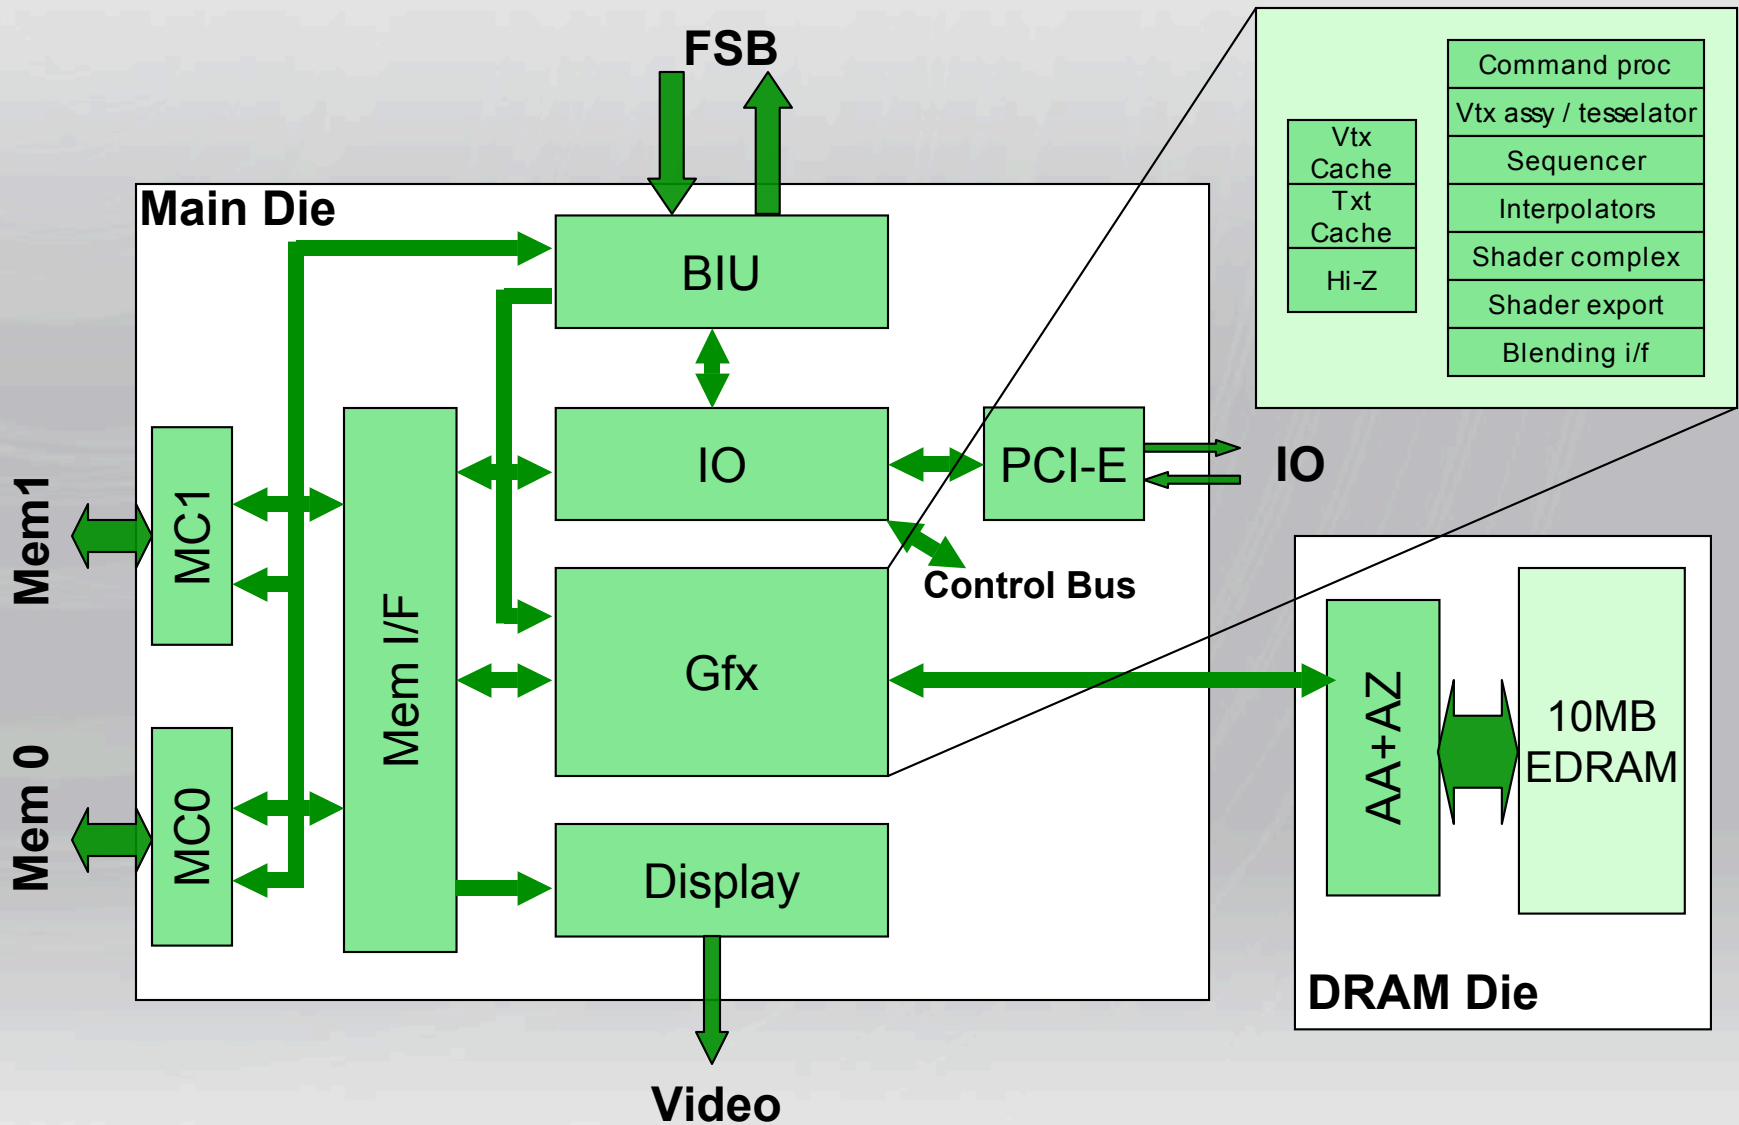 FSB
Main Die
BIU
IO
PCI-E
IO
Control Bus
Mem1
MC1
Mem I/F
Gfx
Mem 0
MC0
Display
Video
Vtx
Cache
Txt
Cache
Hi-Z
Command proc
Vtx assy / tesselator
Sequencer
Interpolators
Shader complex
Shader export
Blending i/f
AA+AZ
10MB
EDRAM
DRAM Die